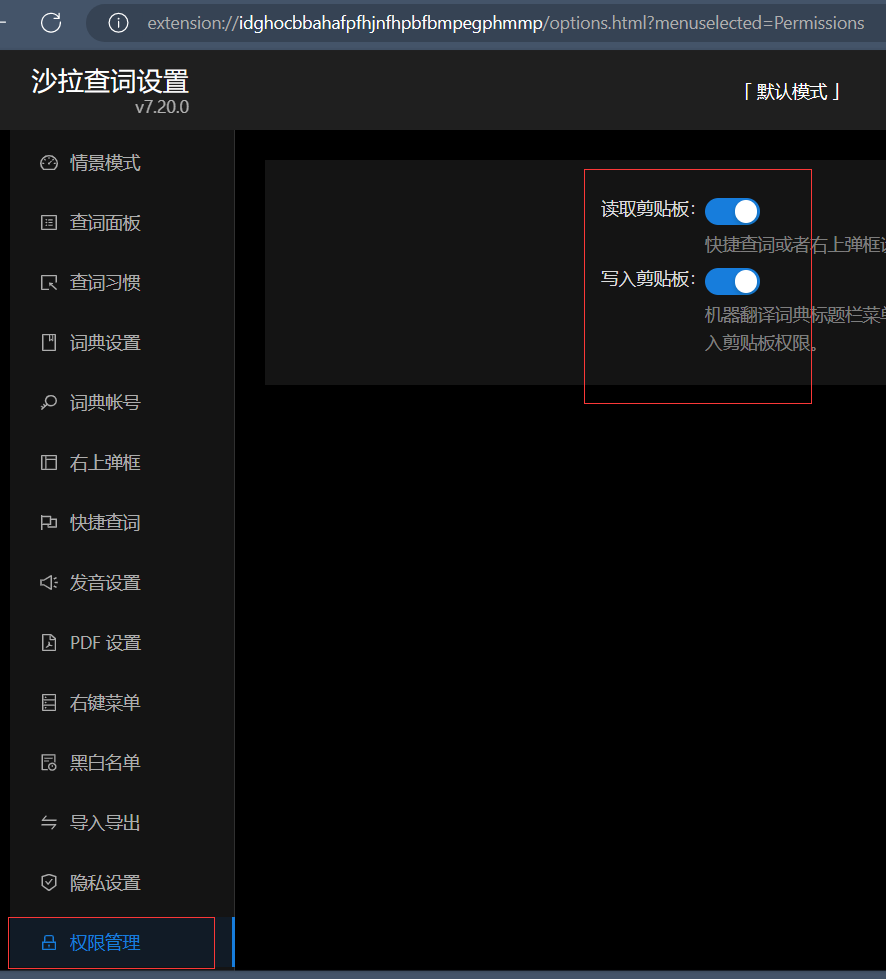 extension://idghocbbahafpfhjnfhpbfbmpegphmmp/options.html?menuselected=Permissions
沙拉查词设置
v7.20.0
「 默认模式 」
情景模式
查词面板
查词习惯
词典设置
词典帐号
右上弹框
快捷查词
发音设置
PDF 设置
右键菜单
黑白名单
导入导出
隐私设置
权限管理
读取剪贴板:
快捷查词或者右上弹框
写入剪贴板:
机器翻译词典标题栏菜
入剪贴板权限。